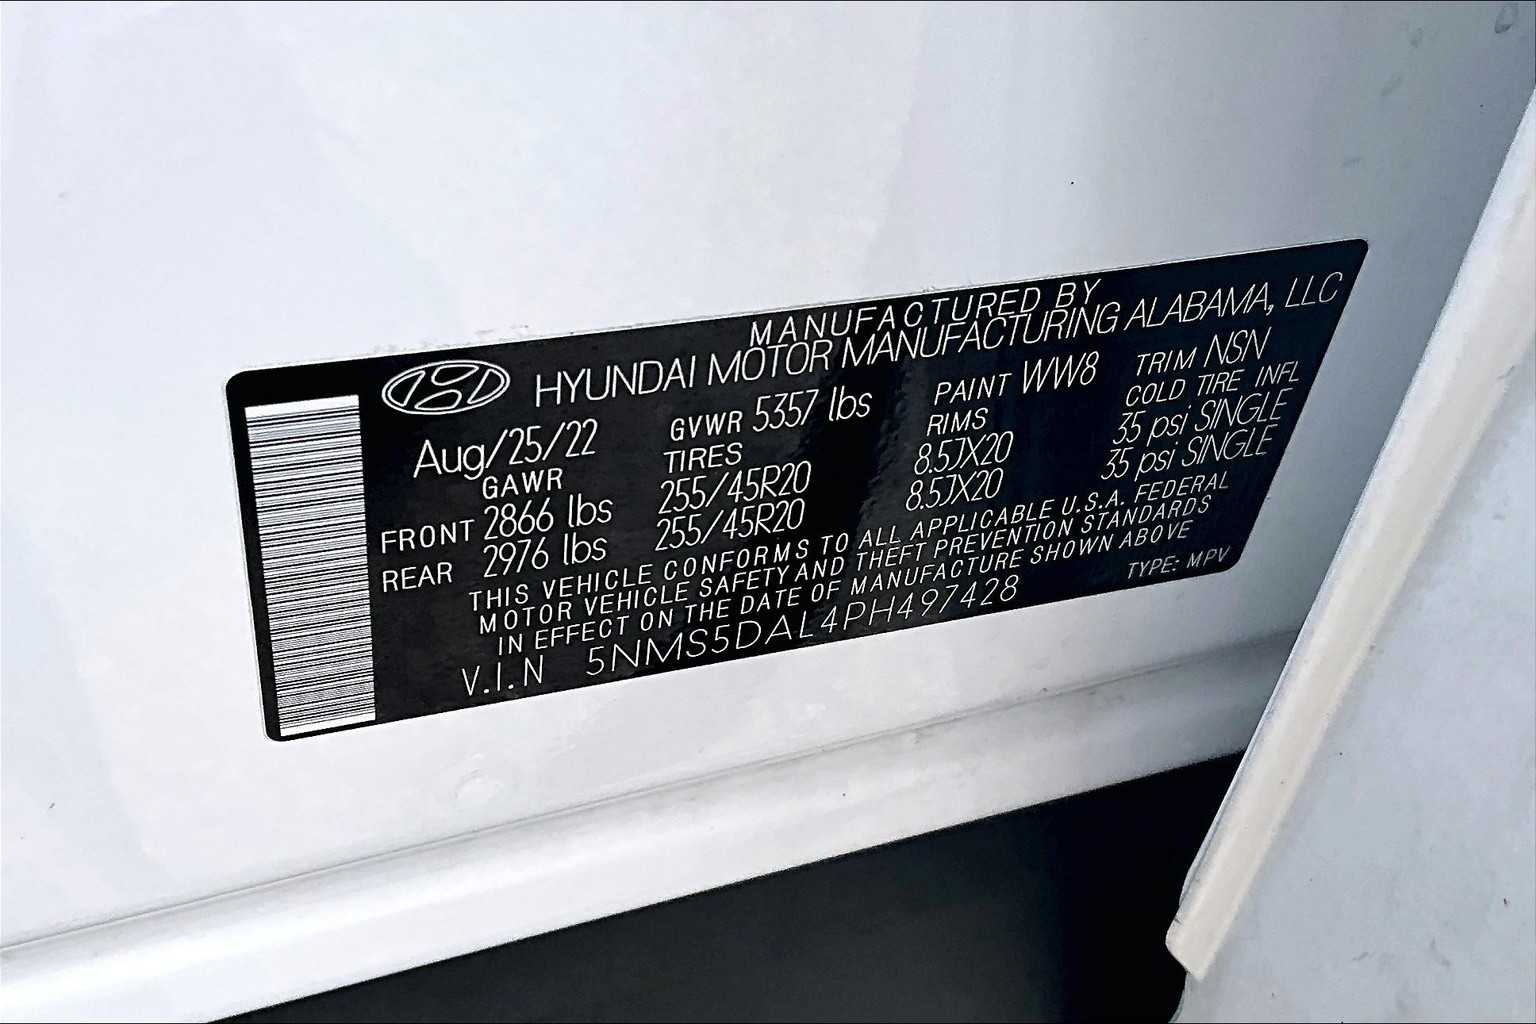 MANUFACTURED BY
HYUNDAI MOTOR MANUFACTURING ALABAMA, LLC
Aug/25/22 GVWR 5357 lbs PAINT WW8 TRIM NSN
GAWR TIRES RIMS COLD TIRE INFL
FRONT 2866 lbs 255/45R20 8.5JX20 35 psi SINGLE
REAR 2976 lbs 255/45R20 8.5JX20 35 psi SINGLE
THIS VEHICLE CONFORMS TO ALL APPLICABLE U.S.A. FEDERAL
MOTOR VEHICLE SAFETY AND THEFT PREVENTION STANDARDS
IN EFFECT ON THE DATE OF MANUFACTURE SHOWN ABOVE
V.I.N 5NMS5DAL4PH497428 TYPE: MPV